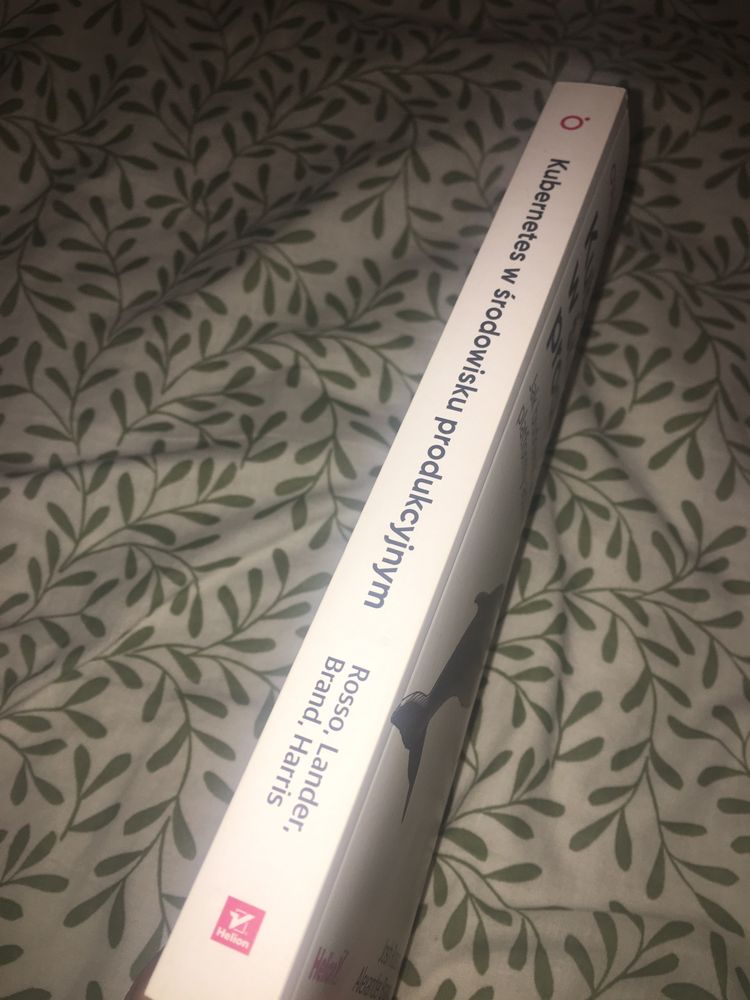 Kubernetes w środowisku produkcyjnym
Rosso, Lander,
Brand, Harris
Helion